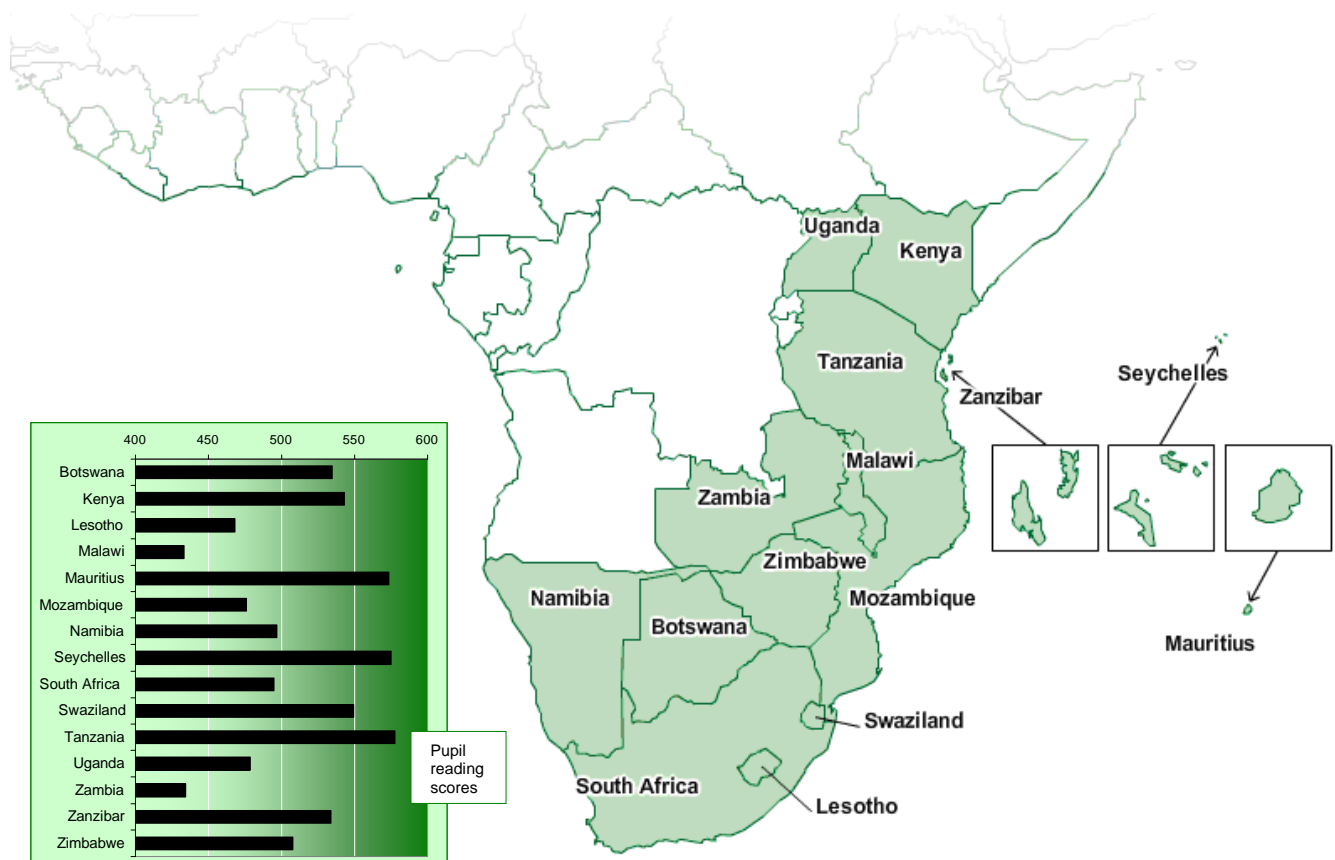 Uganda
Kenya
Tanzania
Seychelles
Zanzibar
Malawi
Zambia
Zimbabwe
Namibia
Mozambique
Botswana
Mauritius
Swaziland
South Africa
Lesotho
400 450 500 550 600
Botswana
Kenya
Lesotho
Malawi
Mauritius
Mozambique
Namibia
Seychelles
South Africa
Swaziland
Tanzania
Uganda
Zambia
Zanzibar
Zimbabwe
Pupil
reading
scores